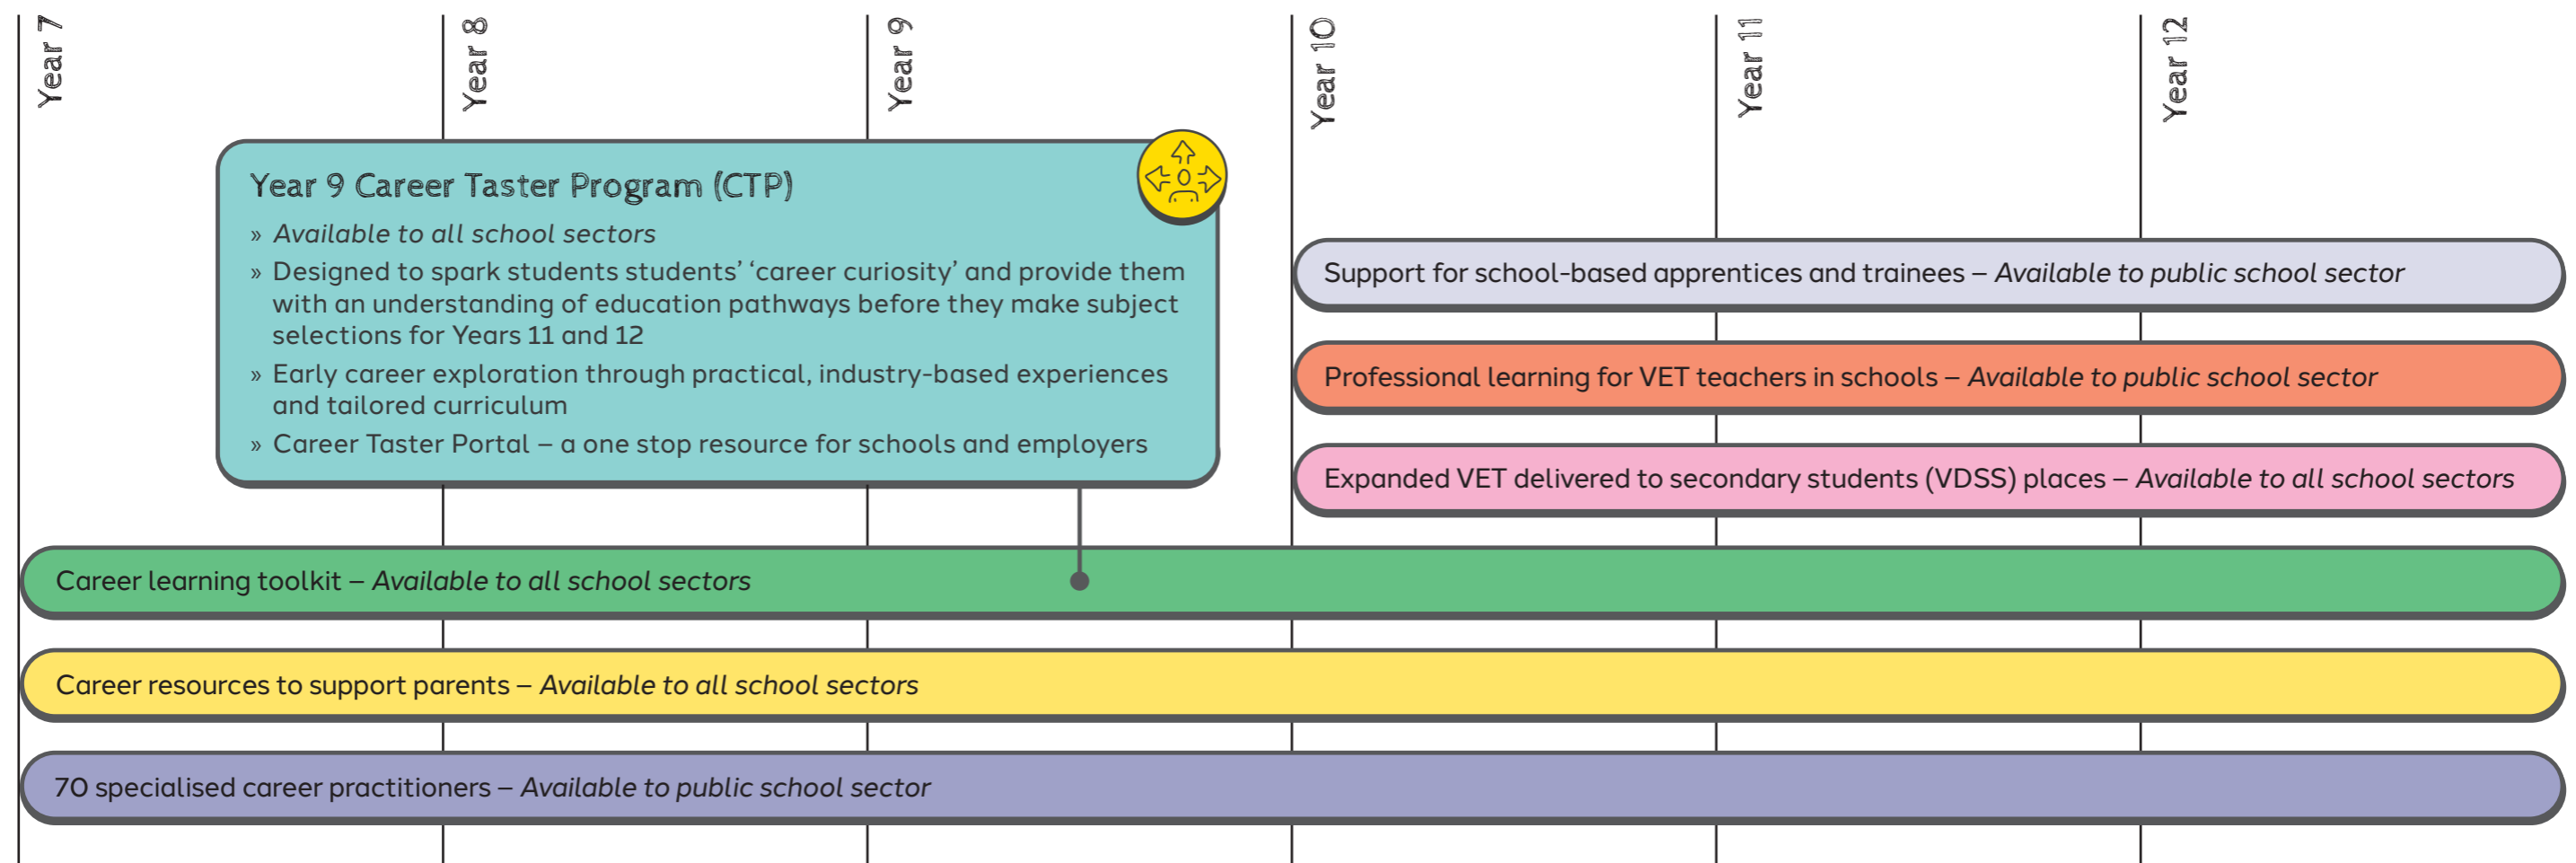 Year 7
Year 8
Year 9
Year 10
Year 11
Year 12
Year 9 Career Taster Program (CTP)
» Available to all school sectors
» Designed to spark students students’ ‘career curiosity’ and provide them
with an understanding of education pathways before they make subject
selections for Years 11 and 12
» Early career exploration through practical, industry-based experiences
and tailored curriculum
» Career Taster Portal – a one stop resource for schools and employers
Support for school-based apprentices and trainees – Available to public school sector
Professional learning for VET teachers in schools – Available to public school sector
Expanded VET delivered to secondary students (VDSS) places – Available to all school sectors
Career learning toolkit – Available to all school sectors
Career resources to support parents – Available to all school sectors
70 specialised career practitioners – Available to public school sector